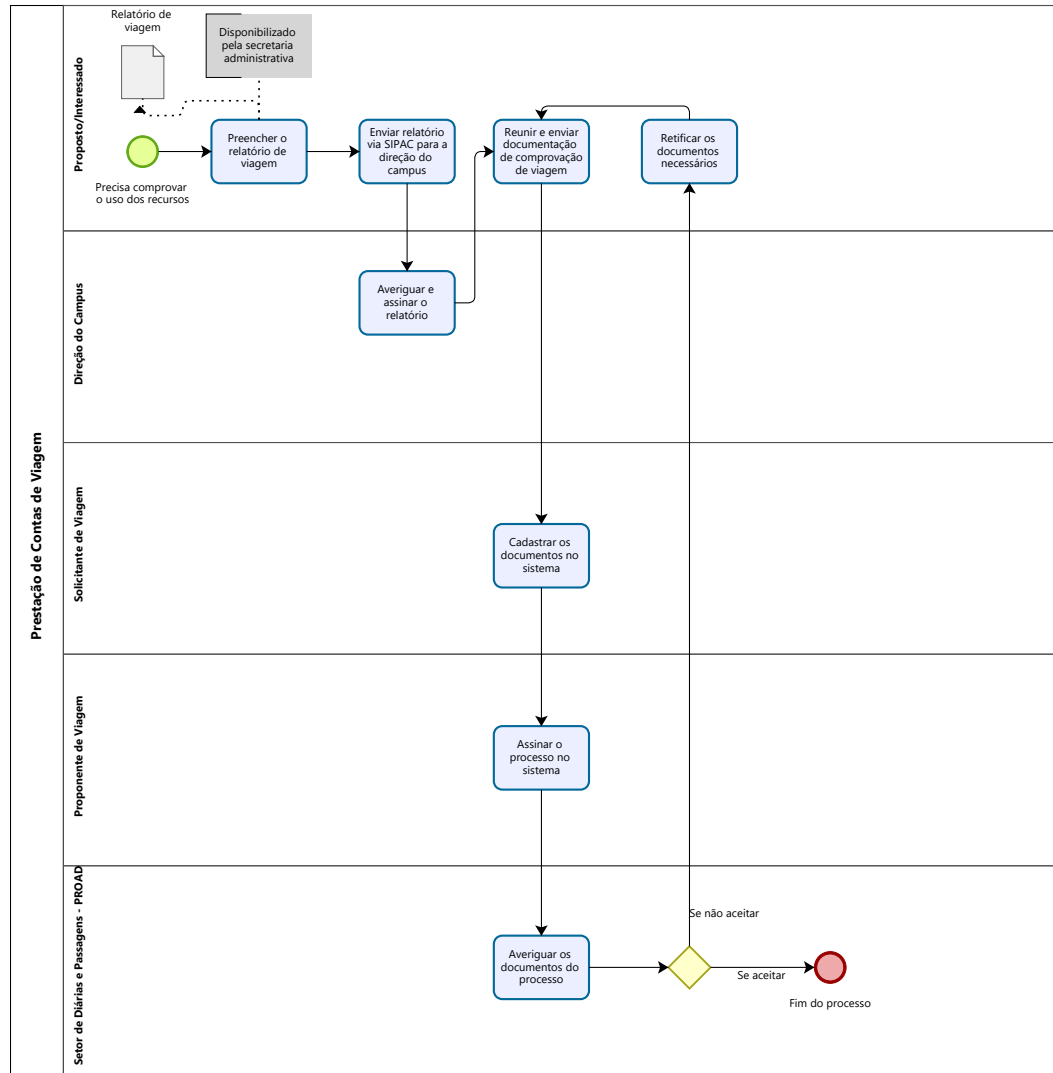 Prestação de Contas de Viagem
Proposto/Interessado
Relatório de
viagem
Disponibilizado
pela secretaria
administrativa
Precisa comprovar
o uso dos recursos
Preencher o
relatório de
viagem
Enviar relatório
via SIPAC para a
direção do
campus
Reunir e enviar
documentação
de comprovação
de viagem
Retificar os
documentos
necessários
Direção do Campus
Averiguar e
assinar o
relatório
Solicitante de Viagem
Cadastrar os
documentos no
sistema
Proponente de Viagem
Assinar o
processo no
sistema
Setor de Diárias e Passagens - PROAD
Averiguar os
documentos do
processo
Se não aceitar
Se aceitar
Fim do processo